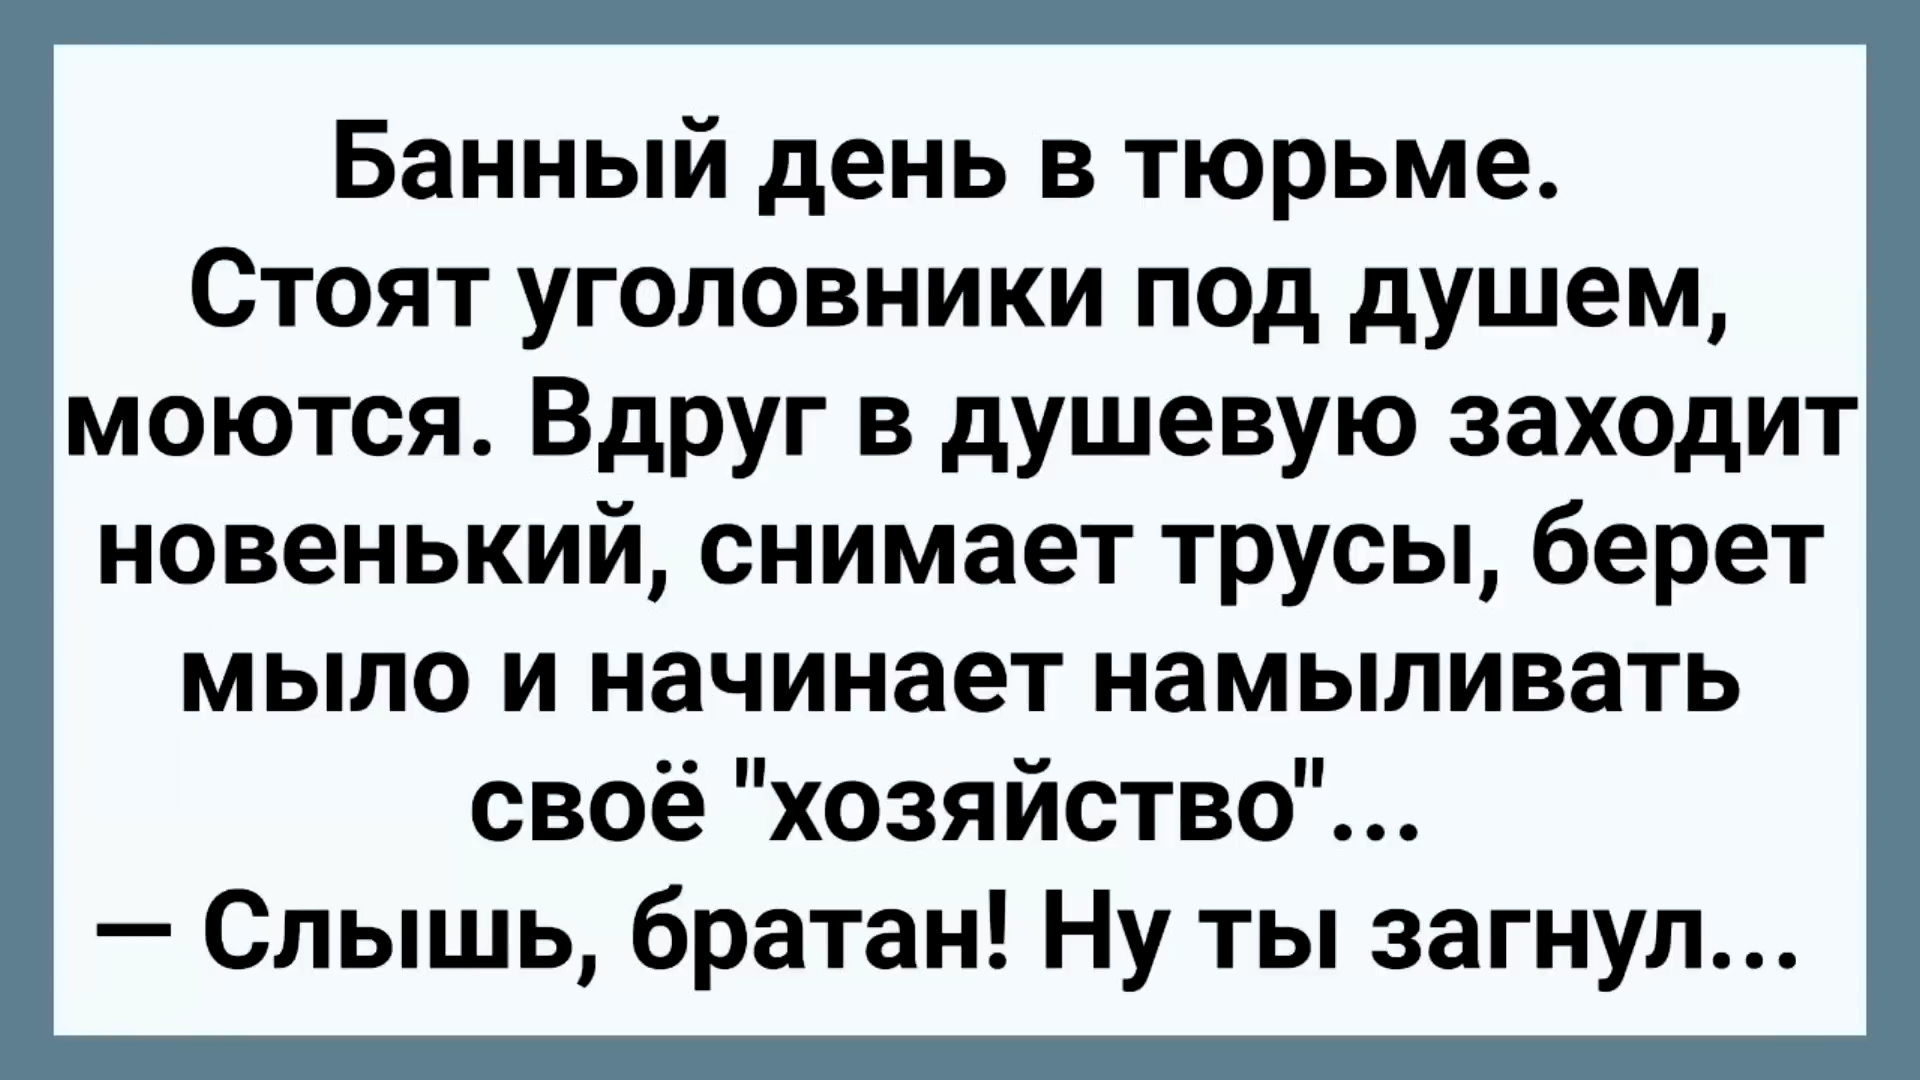 Банный день в тюрьме.
Стоят уголовники под душем,
моются. Вдруг в душевую заходит
новенький, снимает трусы, берет
мыло и начинает намыливать
своё "хозяйство"...
— Слышь, братан! Ну ты загнул...